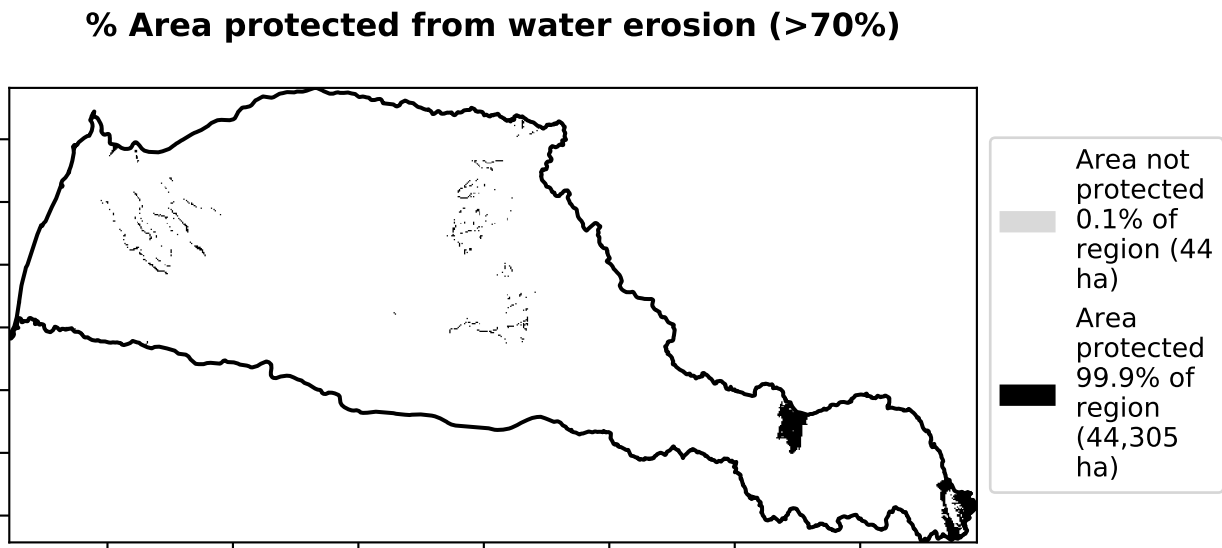 % Area protected from water erosion (>70%)
Area not
protected
0.1% of
region (44
ha)
Area
protected
99.9% of
region
(44,305
ha)